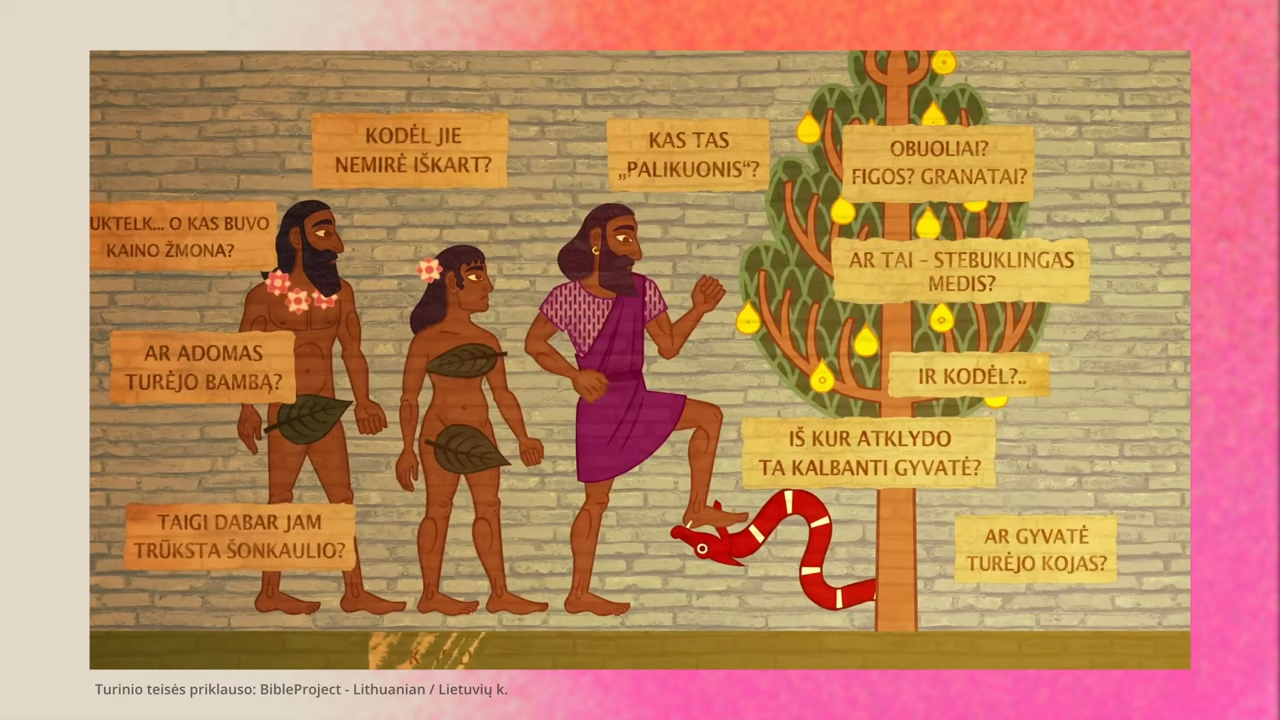 KODĖL JIE
NEMIRĖ IŠKART?
KAS TAS
„PALIKUONIS“?
OBUOLIAI?
FIGOS? GRANATAI?
UKTELK... O KAS BUVO
KAINO ŽMONA?
AR TAI – STEBUKLINGAS
MEDIS?
AR ADOMAS
TURĖJO BAMBĄ?
IR KODĖL?..
IŠ KUR ATKLYDO
TA KALBANTI GYVATĖ?
TAIGI DABAR JAM
TRŪKSTA ŠONKAULIO?
AR GYVATĖ
TURĖJO KOJAS?
Turinio teisės priklauso: BibleProject - Lithuanian / Lietuvių k.